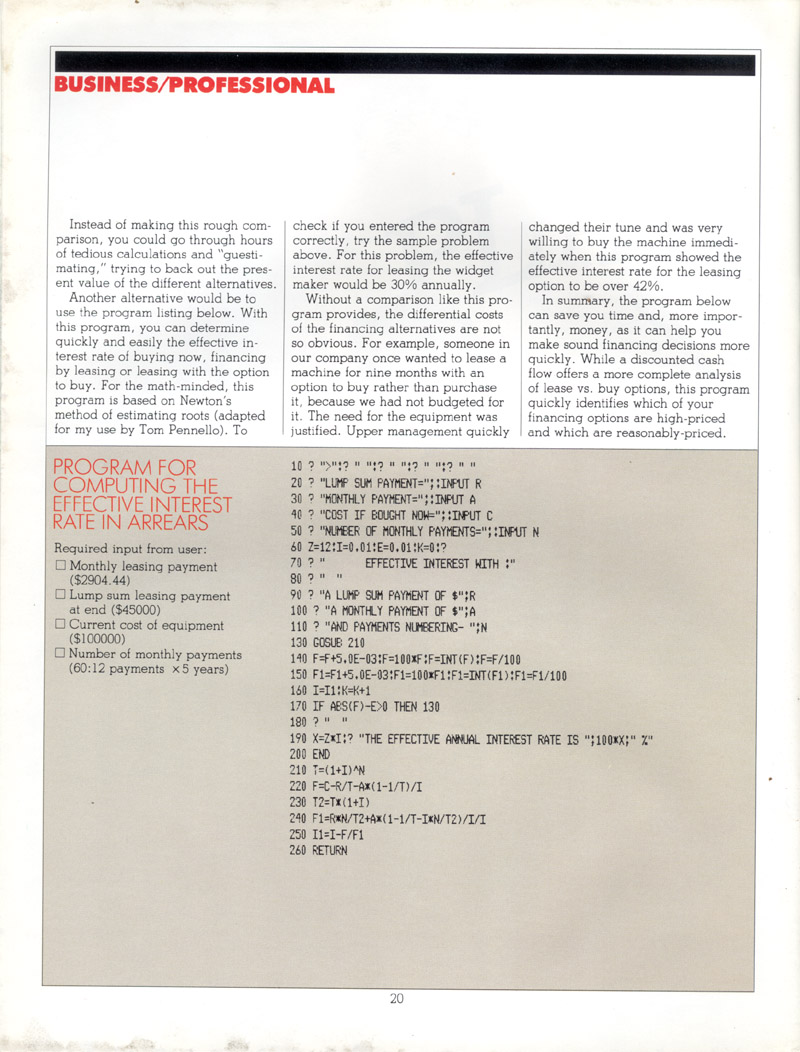 BUSINESS/PROFESSIONAL
Instead of making this rough com-
parison, you could go through hours
of tedious calculations and "guesti-
mating," trying to back out the pres-
ent value of the different alternatives.
Another alternative would be to
use the program listing below. With
this program, you can determine
quickly and easily the effective in-
terest rate of buying now, financing
by leasing or leasing with the option
to buy. For the math-minded, this
program is based on Newton's
method of estimating roots (adapted
for my use by Tom Pennello). To
check if you entered the program
correctly, try the sample problem
above. For this problem, the effective
interest rate for leasing the widget
maker would be 30% annually.
Without a comparison like this pro-
gram provides, the differential costs
of the financing alternatives are not
so obvious. For example, someone in
our company once wanted to lease a
machine for nine months with an
option to buy rather than purchase
it, because we had not budgeted for
it. The need for the equipment was
justified. Upper management quickly
changed their tune and was very
willing to buy the machine immedi-
ately when this program showed the
effective interest rate for the leasing
option to be over 42%.
In summary, the program below
can save you time and, more impor-
tantly, money, as it can help you
make sound financing decisions more
quickly. While a discounted cash
flow offers a more complete analysis
of lease vs. buy options, this program
quickly identifies which of your
financing options are high-priced
and which are reasonably-priced.
PROGRAM FOR
COMPUTING THE
EFFECTIVE INTEREST
RATE IN ARREARS
Required input from user:
☐ Monthly leasing payment
($2904.44)
☐ Lump sum leasing payment
at end ($45000)
☐ Current cost of equipment
($100000)
☐ Number of monthly payments
(60:12 payments ×5 years)
10 ? ">":? " ":? " ":? " ":? " "
20 ? "LUMP SUM PAYMENT=";:INPUT R
30 ? "MONTHLY PAYMENT=";:INPUT A
40 ? "COST IF BOUGHT NOW=";:INPUT C
50 ? "NUMBER OF MONTHLY PAYMENTS=";:INPUT N
60 Z=12:I=0.01:E=0.01:K=0:?
70 ? "      EFFECTIVE INTEREST WITH :"
80 ? "  "
90 ? "A LUMP SUM PAYMENT OF $";R
100 ? "A MONTHLY PAYMENT OF $";A
110 ? "AND PAYMENTS NUMBERING- ";N
130 GOSUB 210
140 F=F+5.0E-03:F=100*F:F=INT(F):F=F/100
150 F1=F1+5.0E-03:F1=100*F1:F1=INT(F1):F1=F1/100
160 I=I1:K=K+1
170 IF ABS(F)-E>0 THEN 130
180 ? "  "
190 X=Z*I:? "THE EFFECTIVE ANNUAL INTEREST RATE IS ";100*X;" %"
200 END
210 T=(1+I)^N
220 F=C-R/T-A*(1-1/T)/I
230 T2=T*(1+I)
240 F1=R*N/T2+A*(1-1/T-I*N/T2)/I/I
250 I1=I-F/F1
260 RETURN
20